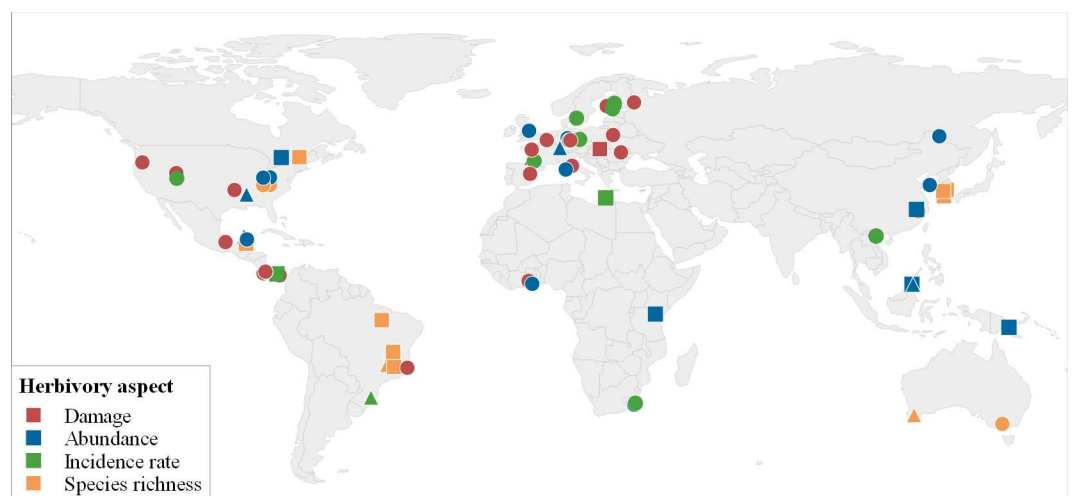 Herbivory aspect
Damage
Abundance
Incidence rate
Species richness